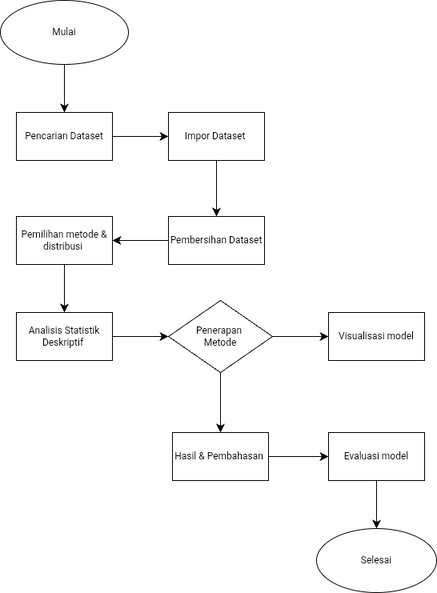 Mulai
Pencarian Dataset
Impor Dataset
Pemilihan metode &
distribusi
Pembersihan Dataset
Analisis Statistik
Deskriptif
Penerapan
Metode
Visualisasi model
Hasil & Pembahasan
Evaluasi model
Selesai